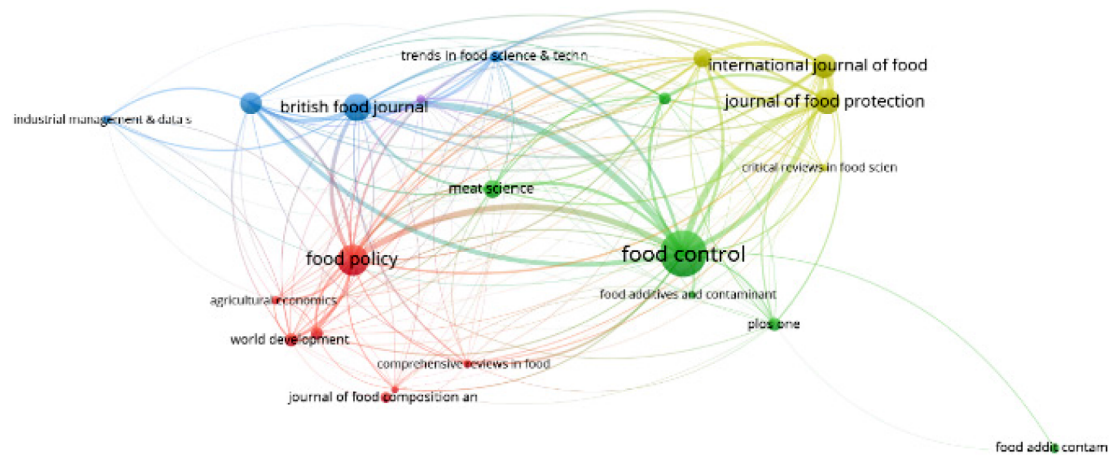 trends in food science & techn
international journal of food
british food journal
journal of food protection
industrial management & data s
critical reviews in food scien
meat science
food control
food policy
food additives and contaminant
agricultural economics
plos one
world development
comprehensive reviews in food
journal of food composition an
food addit contam